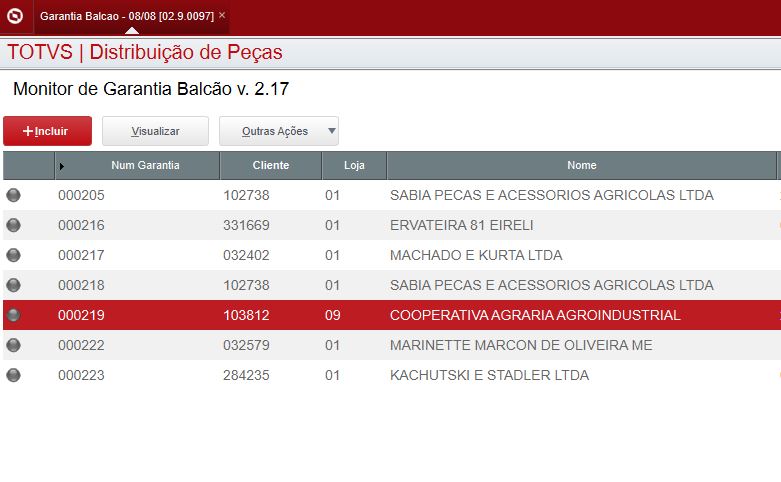 Garantia Balcao - 08/08 [02.9.0097] ×
TOTVS | Distribuição de Peças
Monitor de Garantia Balcão v. 2.17
+Incluir Visualizar Outras Ações
Num Garantia Cliente Loja Nome
000205 102738 01 SABIA PECAS E ACESSORIOS AGRICOLAS LTDA
000216 331669 01 ERVATEIRA 81 EIRELI
000217 032402 01 MACHADO E KURTA LTDA
000218 102738 01 SABIA PECAS E ACESSORIOS AGRICOLAS LTDA
000219 103812 09 COOPERATIVA AGRARIA AGROINDUSTRIAL
000222 032579 01 MARINETTE MARCON DE OLIVEIRA ME
000223 284235 01 KACHUTSKI E STADLER LTDA